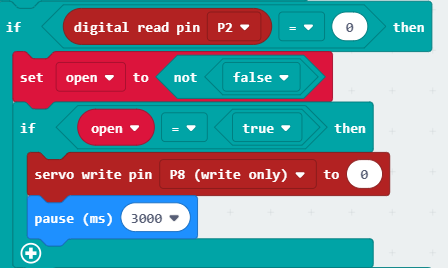 if digital read pin P2 = 0 then
set open to not false
if open = true then
servo write pin P8 (write only) to 0
pause (ms) 3000